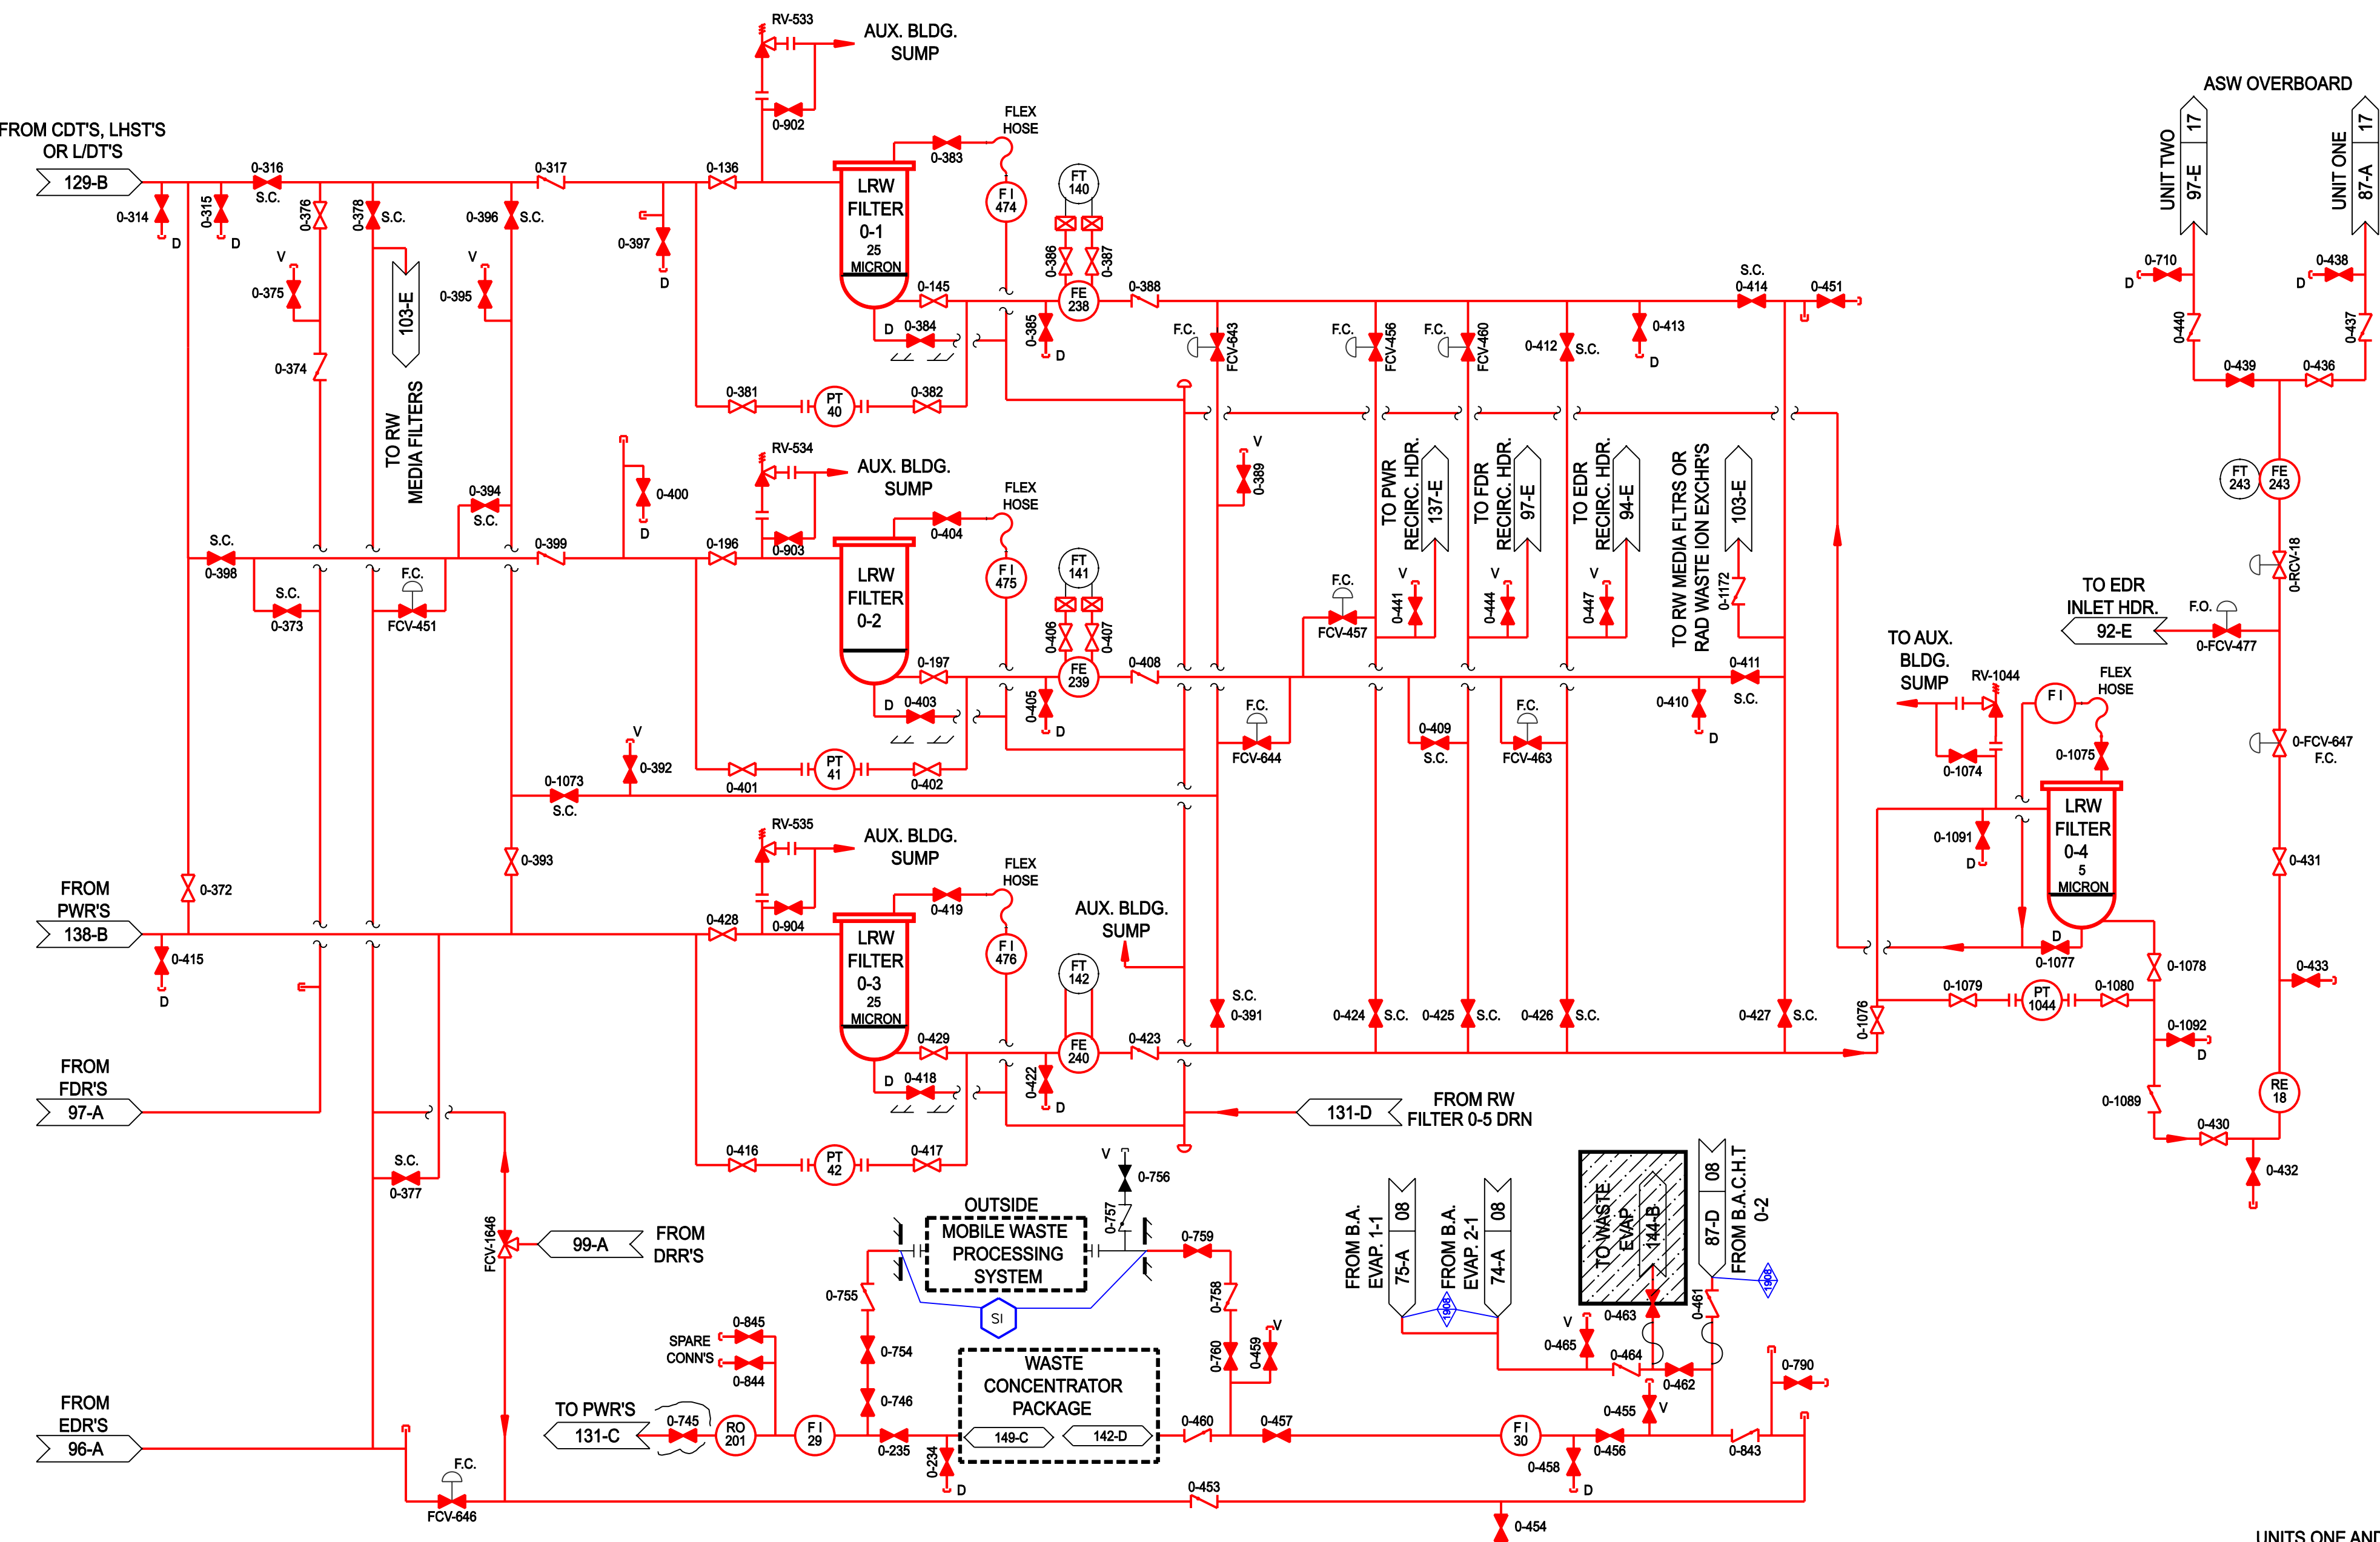 RV-533
AUX. BLDG.
SUMP
0-902
FROM CDT'S, LHST'S
OR L/DT'S
129-B
0-314
D
0-315
D
0-316
S.C.
0-376
0-378
S.C.
0-396
S.C.
0-317
0-136
0-397
D
LRW
FILTER
0-1
25
MICRON
0-383
FLEX
HOSE
F I
474
FT
140
0-386
0-387
FE
238
0-145
D
0-384
0-385
D
0-388
V
0-375
V
0-395
0-374
103-E
TO RW
MEDIA FILTERS
0-381
PT
40
0-382
F.C.
FCV-643
F.C.
FCV-456
F.C.
FCV-460
0-412
S.C.
0-413
D
S.C.
0-414
0-451
ASW OVERBOARD
UNIT TWO
97-E
17
UNIT ONE
87-A
17
0-710
D
0-438
D
0-440
0-437
0-439
0-436
FT
243
FE
243
0-RCV-18
TO EDR
INLET HDR.
92-E
F.O.
0-FCV-477
0-FCV-647
F.C.
0-431
0-433
RE
18
0-430
0-432
0-394
S.C.
0-400
D
RV-534
AUX. BLDG.
SUMP
0-903
S.C.
0-398
S.C.
0-373
F.C.
FCV-451
0-399
0-196
LRW
FILTER
0-2
0-404
FLEX
HOSE
F I
475
FT
141
0-406
0-407
FE
239
0-197
D
0-403
0-405
D
0-408
V
0-389
TO PWR
RECIRC. HDR.
137-E
TO FDR
RECIRC. HDR.
97-E
TO EDR
RECIRC. HDR.
94-E
TO RW MEDIA FLTRS OR
RAD WASTE ION EXCHR'S
103-E
0-1172
F.C.
FCV-457
V
0-441
V
0-444
V
0-447
0-410
D
0-411
S.C.
F.C.
FCV-644
0-409
S.C.
F.C.
FCV-463
0-401
PT
41
0-402
V
0-392
0-1073
S.C.
0-393
0-372
TO AUX.
BLDG.
SUMP
RV-1044
F I
FLEX
HOSE
0-1074
0-1075
0-1091
D
LRW
FILTER
0-4
5
MICRON
D
0-1077
0-1078
0-1079
PT
1044
0-1080
0-1076
0-1092
D
0-1089
FROM
PWR'S
138-B
0-415
D
RV-535
AUX. BLDG.
SUMP
0-904
0-428
LRW
FILTER
0-3
25
MICRON
0-419
FLEX
HOSE
F I
476
FT
142
FE
240
0-429
D
0-418
0-422
D
0-423
AUX. BLDG.
SUMP
S.C.
0-391
0-424
S.C.
0-425
S.C.
0-426
S.C.
0-427
S.C.
FROM
FDR'S
97-A
0-416
PT
42
0-417
131-D
FROM RW
FILTER 0-5 DRN
S.C.
0-377
FCV-1646
99-A
FROM
DRR'S
OUTSIDE
MOBILE WASTE
PROCESSING
SYSTEM
V
0-756
0-757
0-759
0-758
0-760
V
0-459
0-755
SI
0-754
0-746
SPARE
CONN'S
0-845
0-844
TO PWR'S
131-C
0-745
RO
201
F I
29
0-235
0-234
D
WASTE
CONCENTRATOR
PACKAGE
149-C
142-D
0-460
0-457
F I
30
0-458
D
0-456
0-455
V
FROM B.A.
EVAP. 1-1
75-A
08
FROM B.A.
EVAP. 2-1
74-A
08
1908
TO WASTE
EVAP
144-B
87-D
08
FROM B.A.C.H.T
0-2
1908
0-461
0-463
V
0-465
0-464
0-462
0-790
0-843
FROM
EDR'S
96-A
F.C.
FCV-646
0-453
0-454
UNITS ONE AND